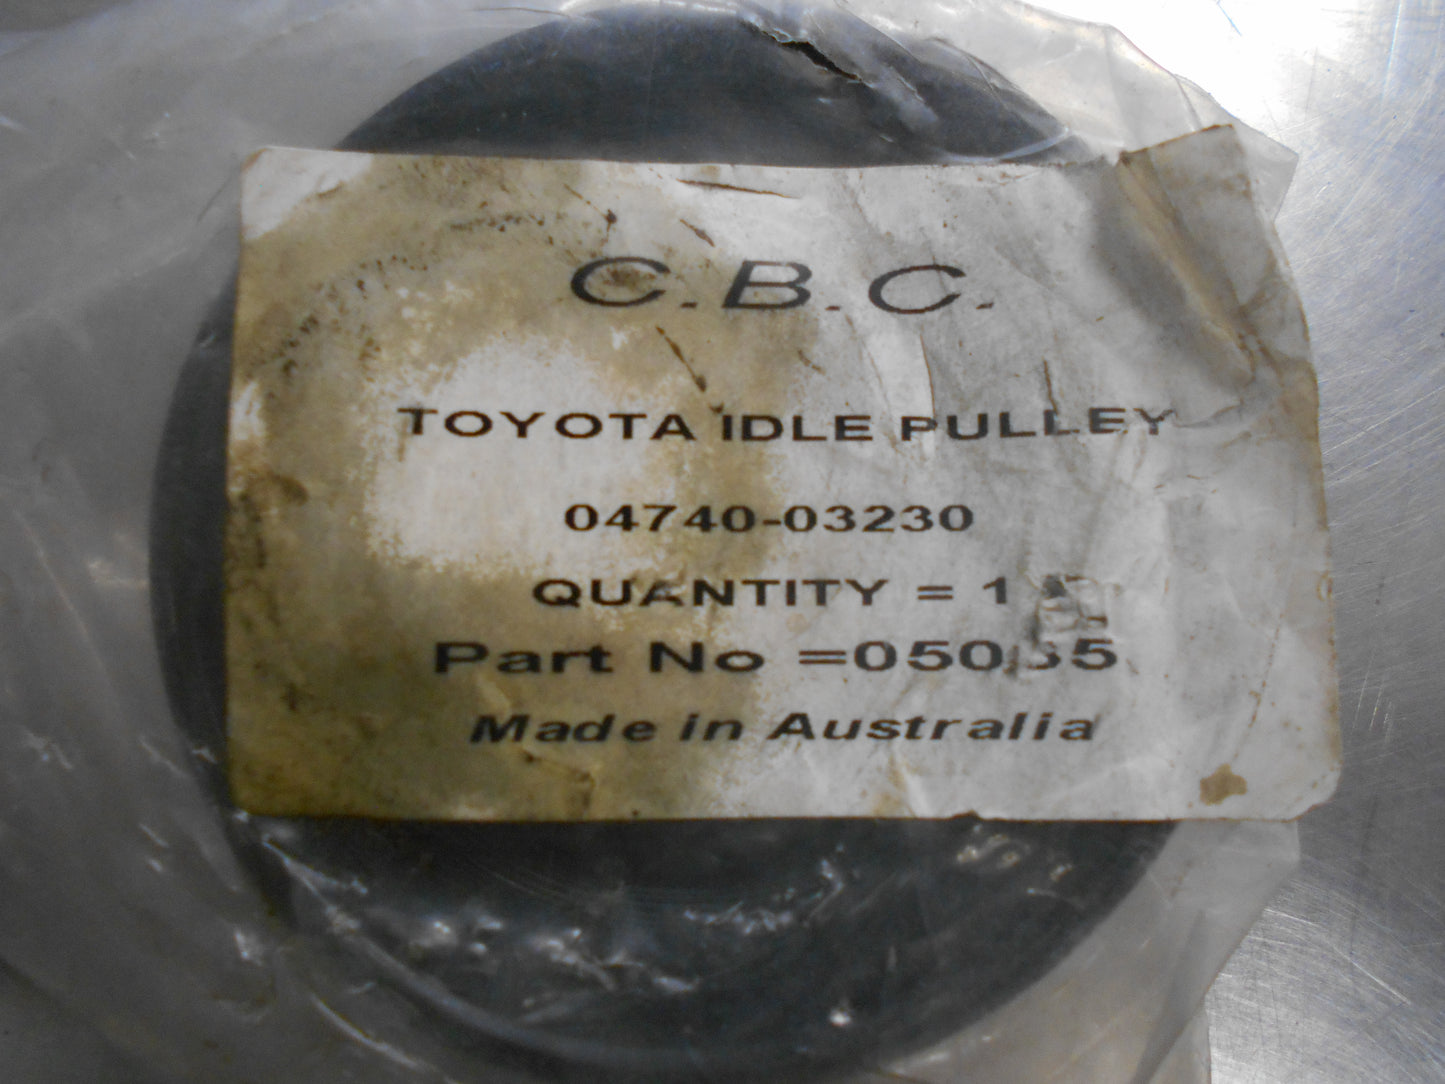 C.B.C.
TOYOTA IDLE PULLEY
04740-03230
QUANTITY = 1
Part No
Made in Australia